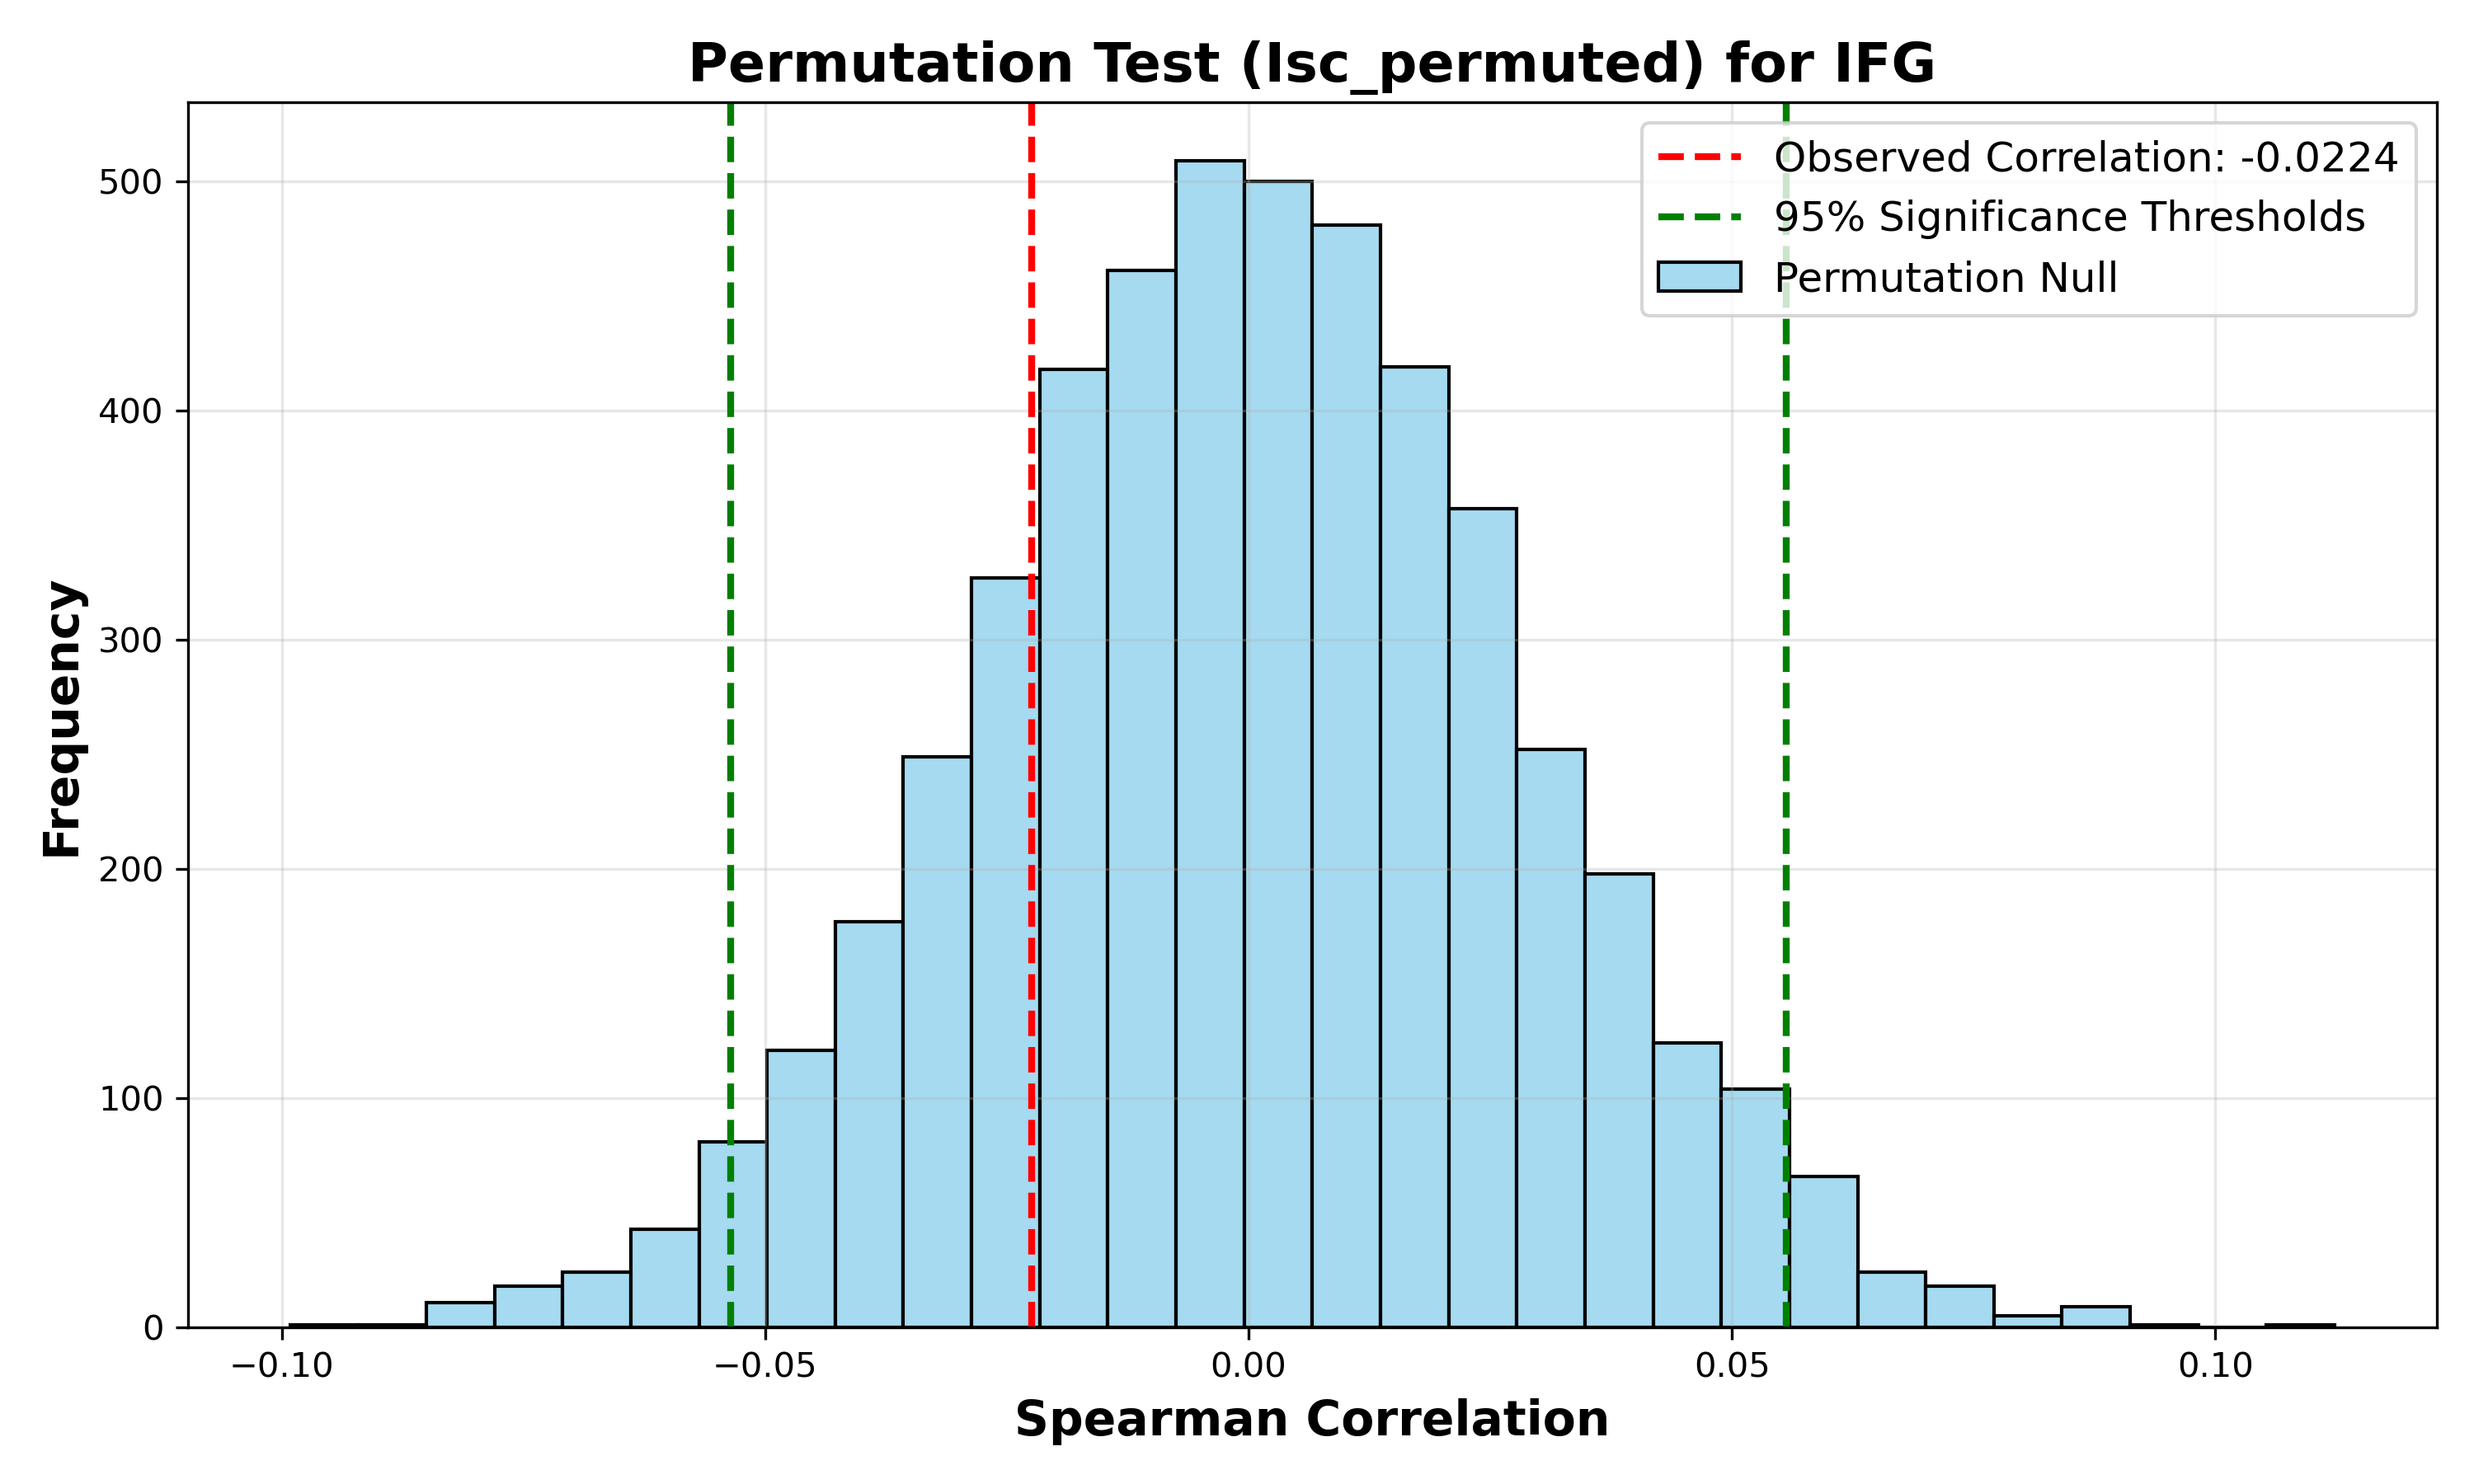 Permutation Test (Isc_permuted) for IFG
Observed Correlation: -0.0224
95% Significance Thresholds
Permutation Null
Frequency
500
400
300
200
100
0
−0.10
−0.05
0.00
0.05
0.10
Spearman Correlation